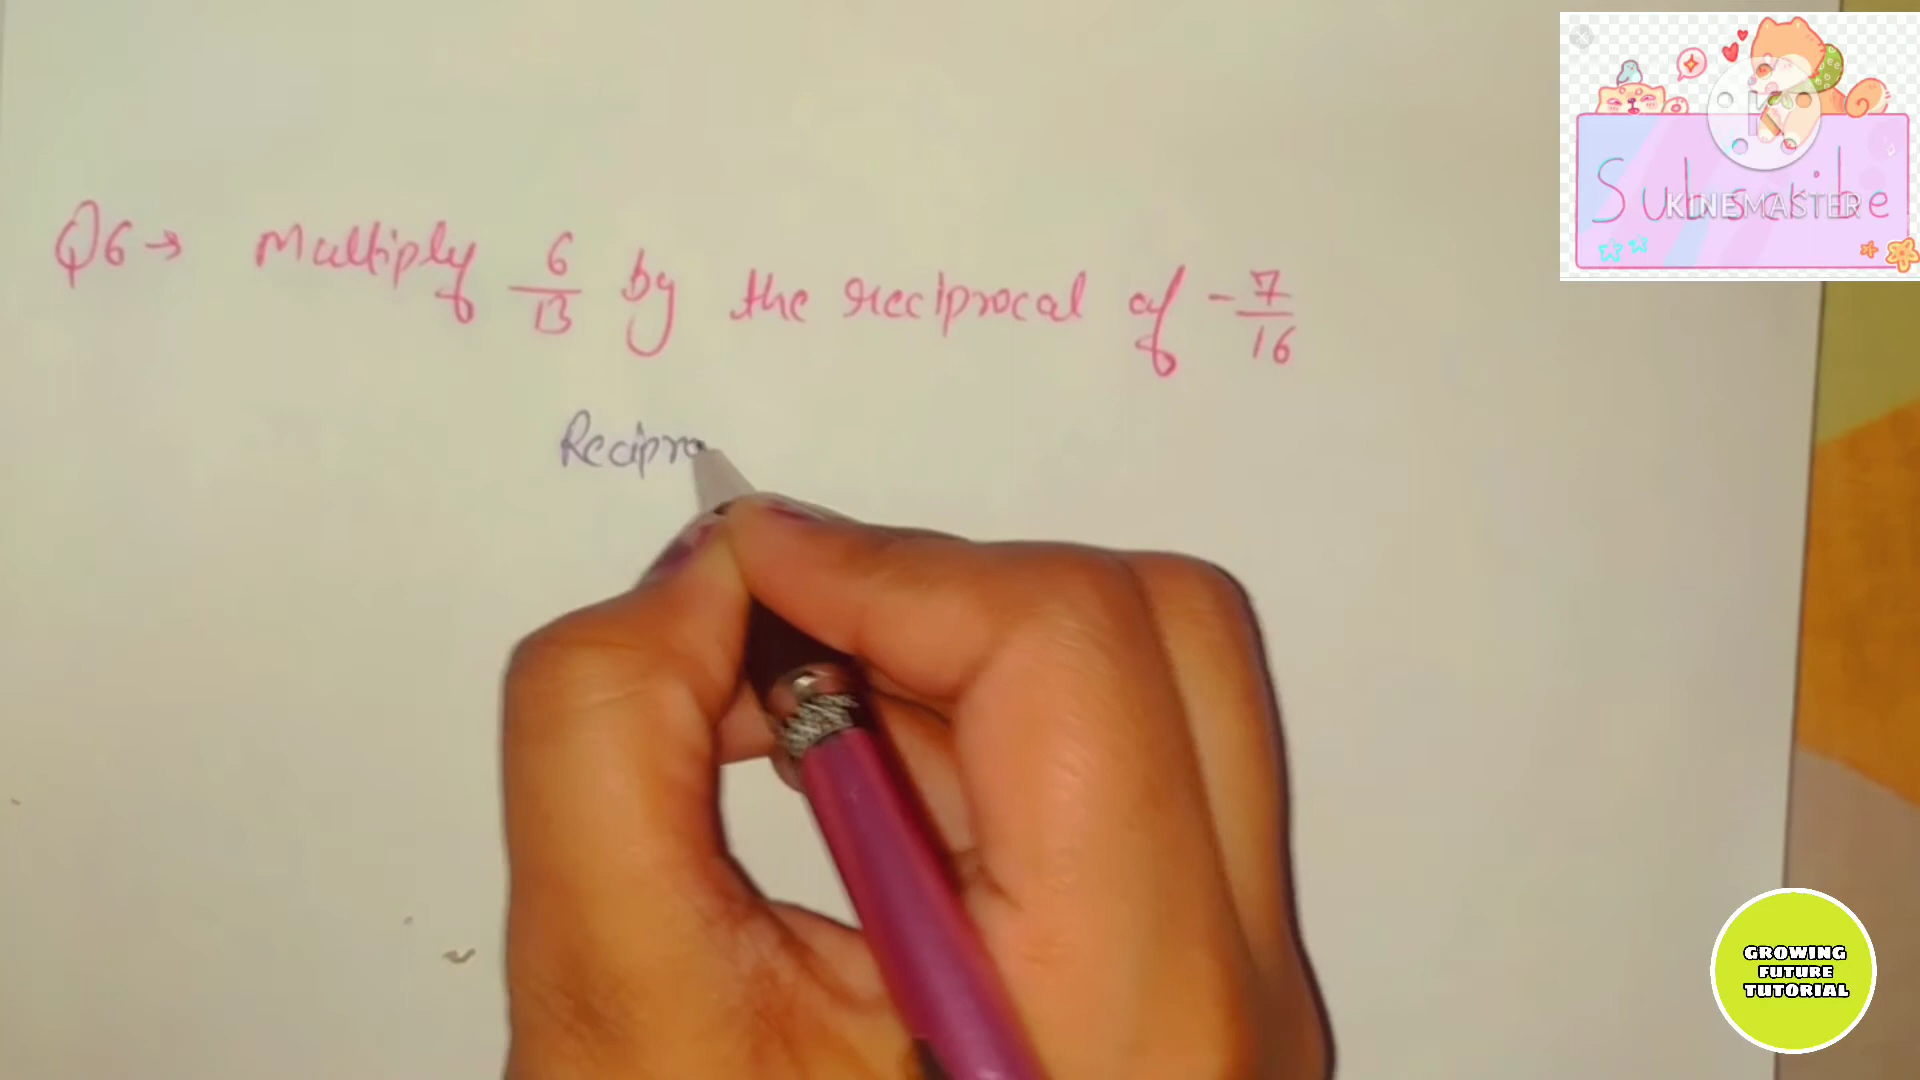 Q6→ Multiply 6/13 by the reciprocal of -7/16
Recipro
Subscribe
KINEMASTER
GROWING
FUTURE
TUTORIAL